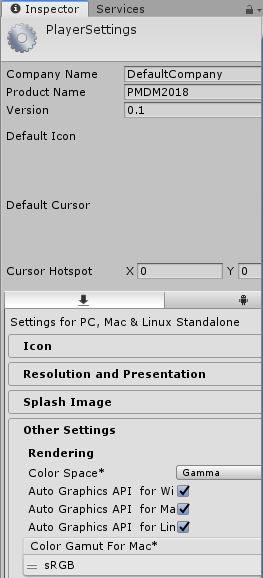 Inspector Services
PlayerSettings
Company Name DefaultCompany
Product Name PMDM2018
Version 0.1
Default Icon
Default Cursor
Cursor Hotspot X 0 Y 0
Settings for PC, Mac & Linux Standalone
Icon
Resolution and Presentation
Splash Image
Other Settings
Rendering
Color Space* Gamma
Auto Graphics API for Wi
Auto Graphics API for Ma
Auto Graphics API for Lin
Color Gamut For Mac*
sRGB